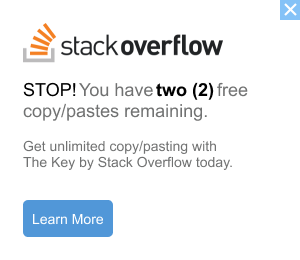 stackoverflow
STOP! You have two (2) free
copy/pastes remaining.
Get unlimited copy/pasting with
The Key by Stack Overflow today.
Learn More